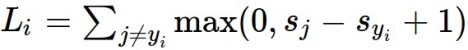 $L_i = \sum_{j \neq y_i} \max(0, s_j - s_{y_i} + 1)$